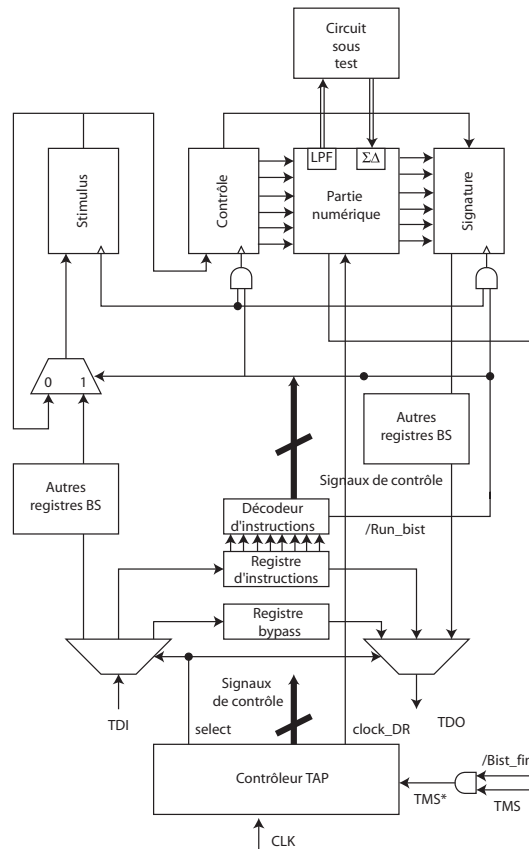 Circuit
sous
test
LPF
ΣΔ
Stimulus
Contrôle
Partie
numérique
Signature
0 1
Autres
registres BS
Autres
registres BS
Signaux de contrôle
Décodeur
d'instructions
/Run_bist
Registre
d'instructions
Registre
bypass
Signaux
de contrôle
TDI
select
clock_DR
TDO
Contrôleur TAP
/Bist_fin
TMS*
TMS
CLK